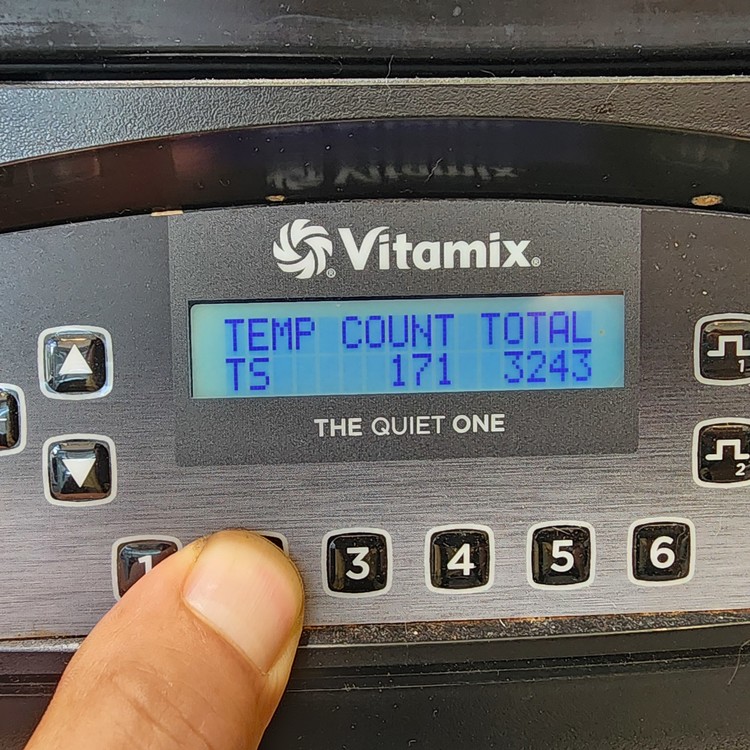 Vitamix®
TEMP COUNT TOTAL
TS 171 3243
THE QUIET ONE
1
2
1 3 4 5 6